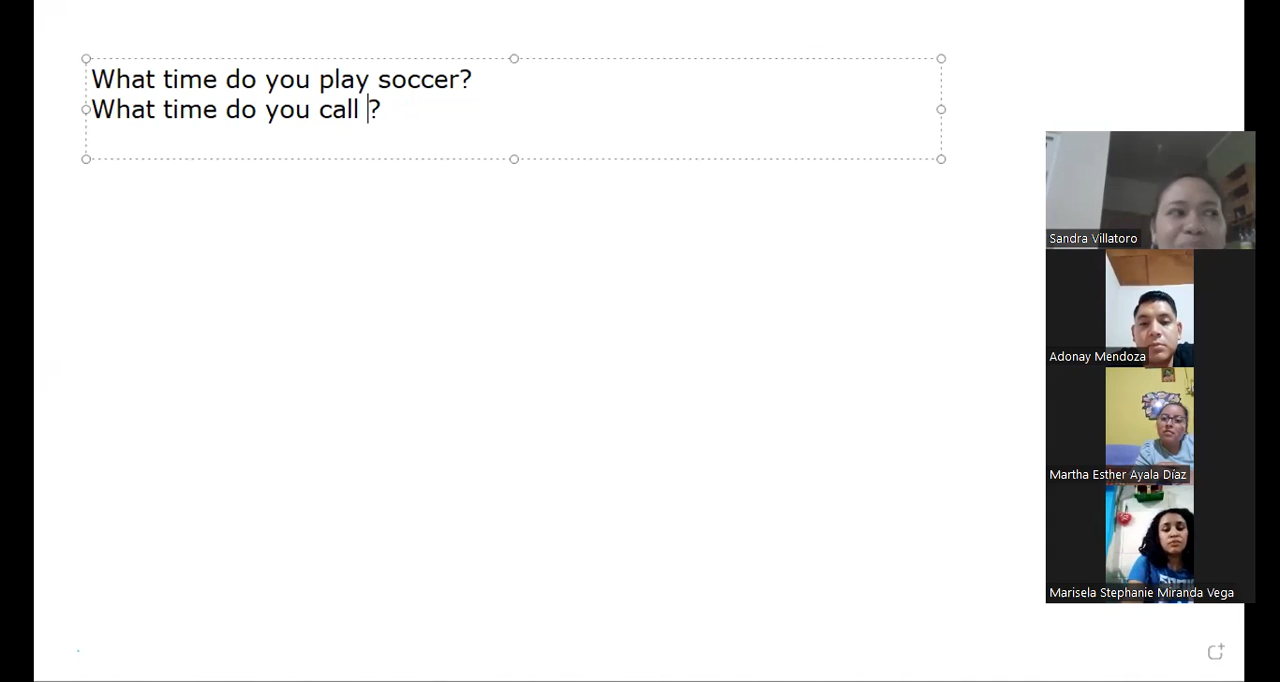 What time do you play soccer?
What time do you call ?
Sandra Villatoro
Adonay Mendoza
Martha Esther Ayala Díaz
Marisela Stephanie Miranda Vega